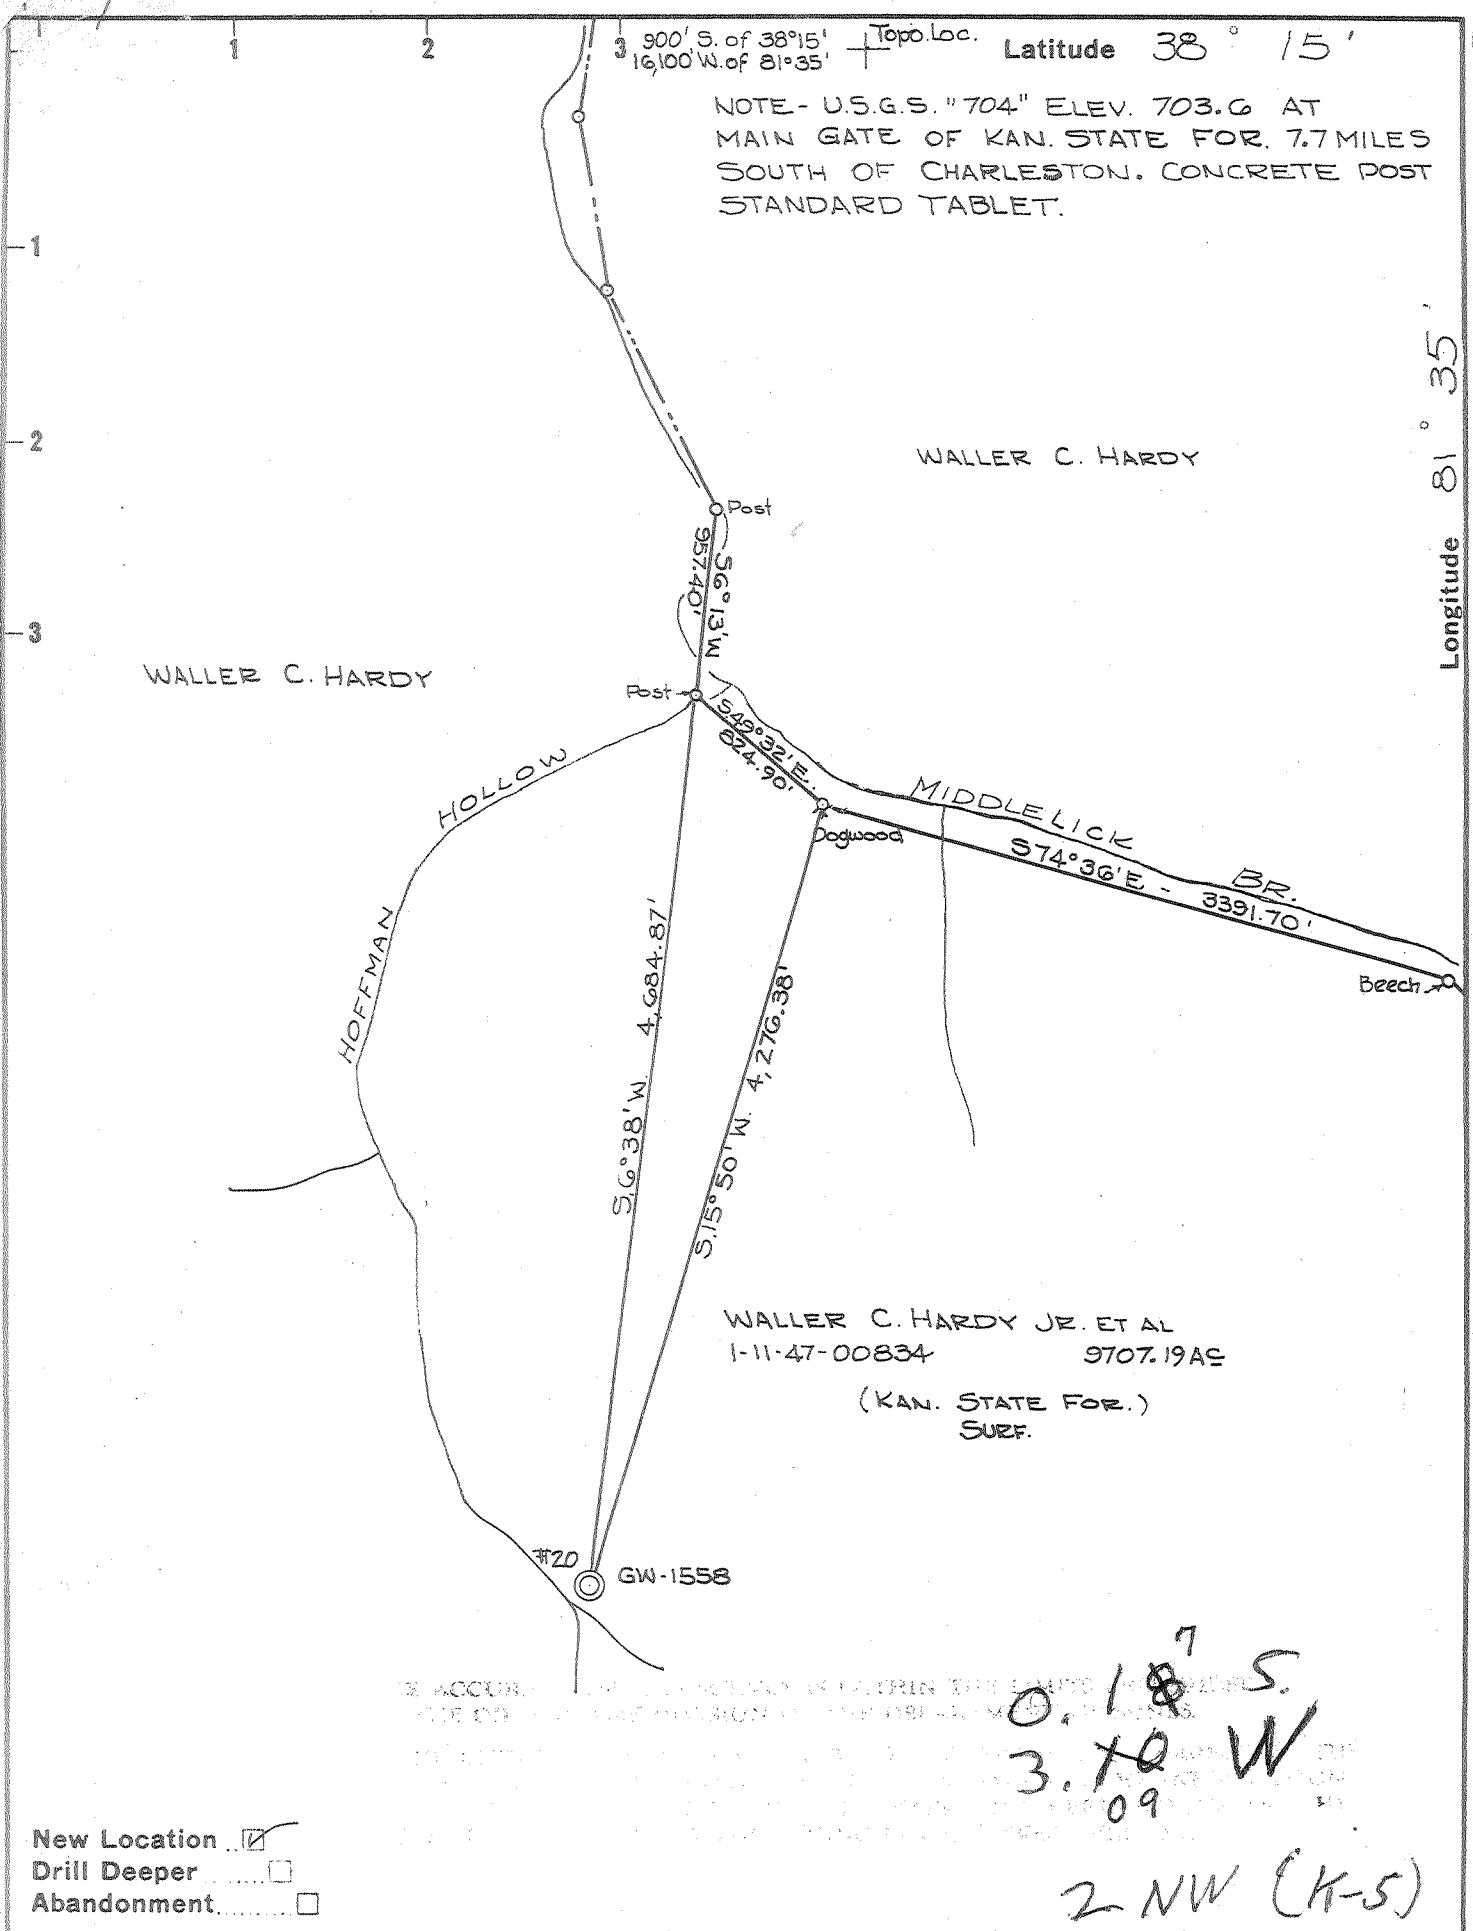 1 2 3
900' S. of 38°15'
16,100' W. of 81°35'
Topo. Loc.
Latitude 38° 15'
NOTE- U.S.G.S. "704" ELEV. 703.6 AT
MAIN GATE OF KAN. STATE FOR. 7.7 MILES
SOUTH OF CHARLESTON. CONCRETE POST
STANDARD TABLET.
1
2
3
Longitude 81° 35'
WALLER C. HARDY
Post
S6°13'W
957.40'
WALLER C. HARDY
Post
S.49°32'E.
824.90'
HOLLOW
MIDDLELICK
BR.
Dogwood
S74°36'E - 3391.70'
Beech
HOFFMAN
S.6°38'W. 4,684.87'
S.15°50'W. 4,276.38'
WALLER C. HARDY JR. ET AL
1-11-47-00834 9707.19 AC
(KAN. STATE FOR.)
SURF.
#20
GW-1558
7
0.18 S.
3.10 W
09
New Location
Drill Deeper
Abandonment
2 NW (K-5)